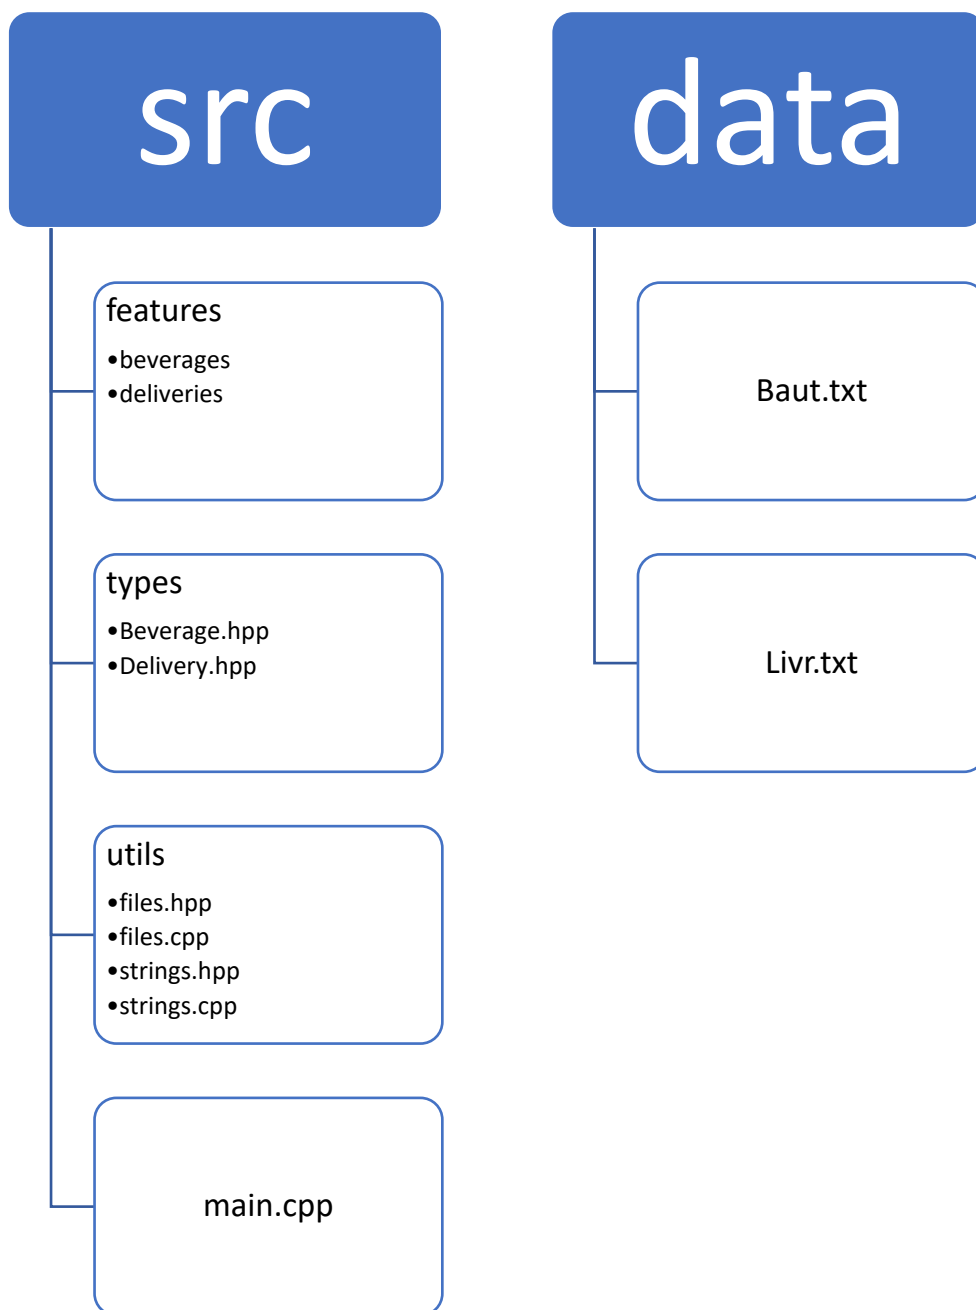 src
features
•beverages
•deliveries
types
•Beverage.hpp
•Delivery.hpp
utils
•files.hpp
•files.cpp
•strings.hpp
•strings.cpp
main.cpp
data
Baut.txt
Livr.txt